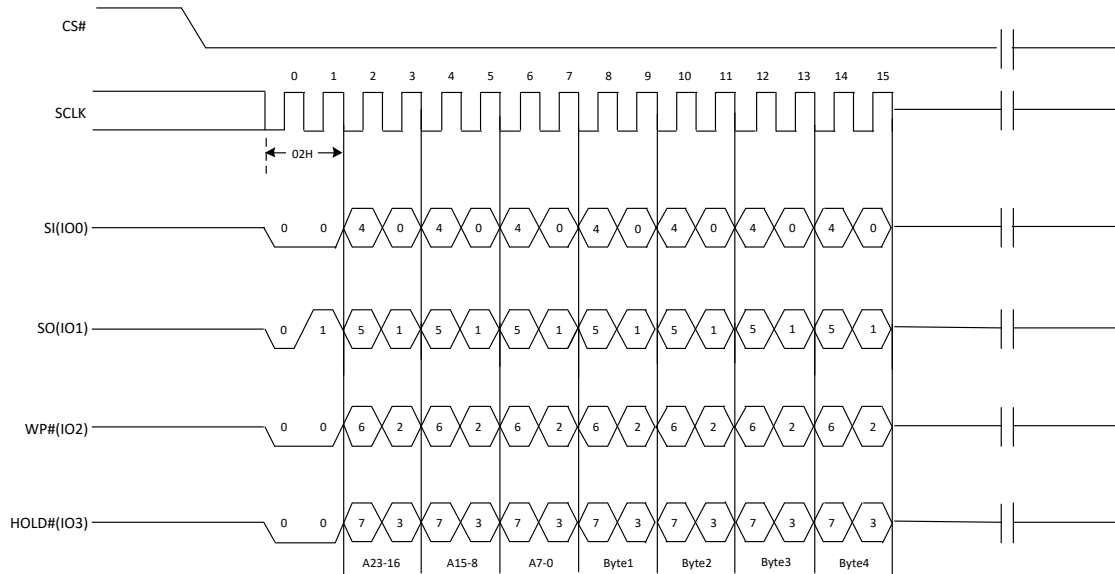 CS#
0 1 2 3 4 5 6 7 8 9 10 11 12 13 14 15
SCLK
02H
SI(IO0) 0 0 4 0 4 0 4 0 4 0 4 0 4 0 4 0
SO(IO1) 0 1 5 1 5 1 5 1 5 1 5 1 5 1 5 1
WP#(IO2) 0 0 6 2 6 2 6 2 6 2 6 2 6 2 6 2
HOLD#(IO3) 0 0 7 3 7 3 7 3 7 3 7 3 7 3 7 3
A23-16 A15-8 A7-0 Byte1 Byte2 Byte3 Byte4